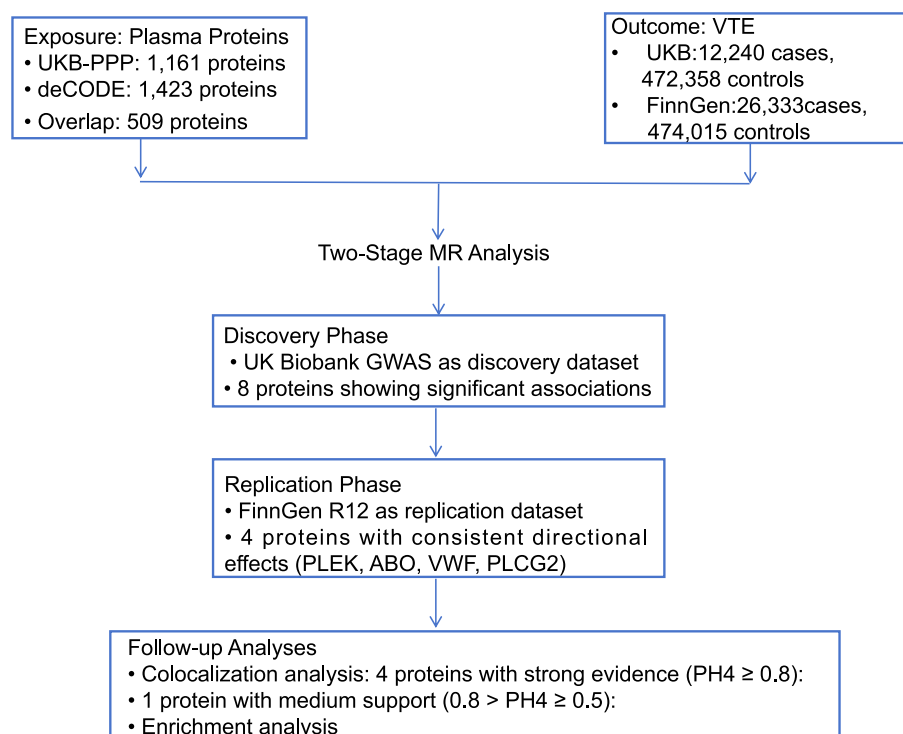 Exposure: Plasma Proteins
• UKB-PPP: 1,161 proteins
• deCODE: 1,423 proteins
• Overlap: 509 proteins
Outcome: VTE
• UKB:12,240 cases,
472,358 controls
• FinnGen:26,333cases,
474,015 controls
Two-Stage MR Analysis
Discovery Phase
• UK Biobank GWAS as discovery dataset
• 8 proteins showing significant associations
Replication Phase
• FinnGen R12 as replication dataset
• 4 proteins with consistent directional
effects (PLEK, ABO, VWF, PLCG2)
Follow-up Analyses
• Colocalization analysis: 4 proteins with strong evidence (PH4 ≥ 0.8):
• 1 protein with medium support (0.8 > PH4 ≥ 0.5):
• Enrichment analysis